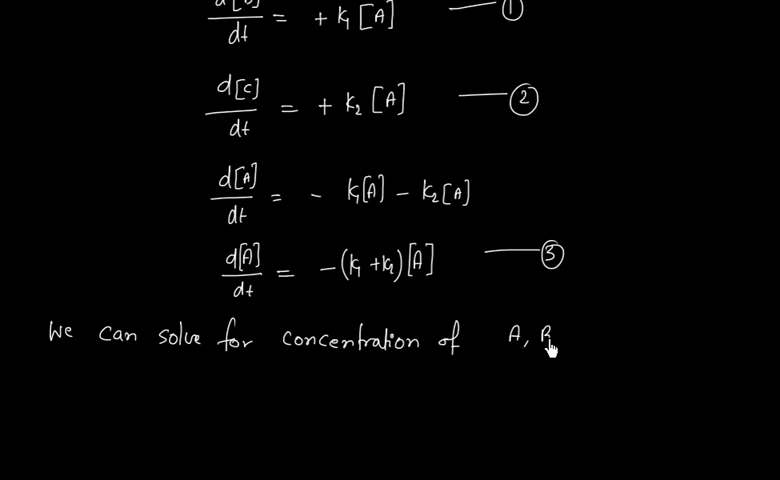 dt = + K1 [A] ①
d[C]
dt = + K2 [A] ②
d[A]
dt = - K1[A] - K2[A]
d[A]
dt = -(K1 + K2)[A] ③
We can solve for concentration of A, B